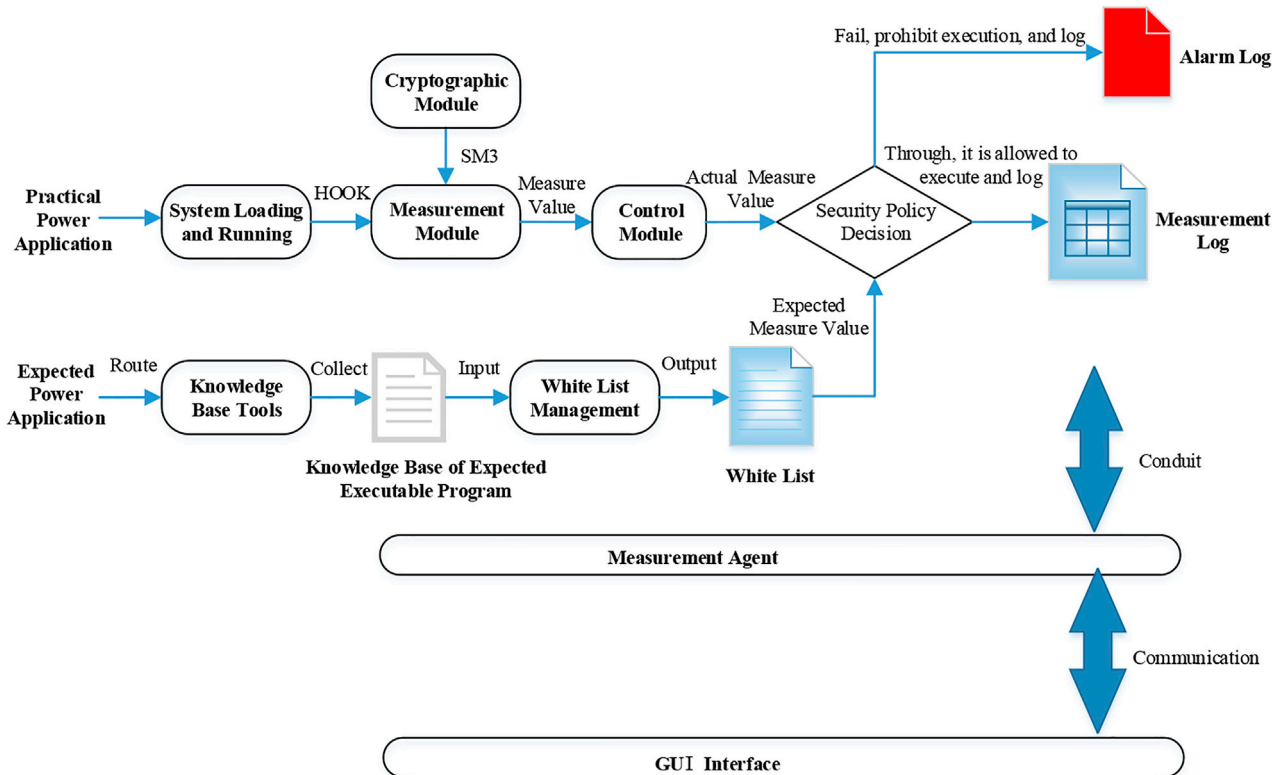 Fail, prohibit execution, and log
Alarm Log
Cryptographic
Module
SM3
Through, it is allowed to
execute and log
Practical
Power
Application
System Loading
and Running
HOOK
Measurement
Module
Measure
Value
Control
Module
Actual Measure
Value
Security Policy
Decision
Measurement
Log
Expected
Measure Value
Expected
Power
Application
Route
Knowledge
Base Tools
Collect
Input
White List
Management
Output
Knowledge Base of Expected
Executable Program
White List
Conduit
Measurement Agent
Communication
GUI Interface